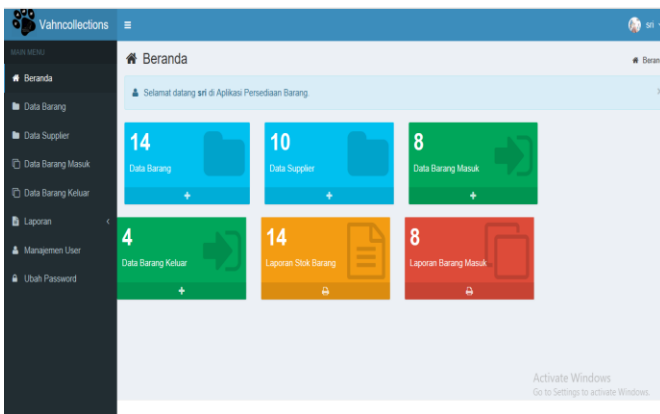 Vahncollections
sri
MAIN MENU
Beranda
Beran
Beranda
Selamat datang sri di Aplikasi Persediaan Barang.
Data Barang
Data Supplier
Data Barang Masuk
Data Barang Keluar
Laporan
Manajemen User
Ubah Password
14
Data Barang
10
Data Supplier
8
Data Barang Masuk
4
Data Barang Keluar
14
Laporan Stok Barang
8
Laporan Barang Masuk
Activate Windows
Go to Settings to activate Windows.